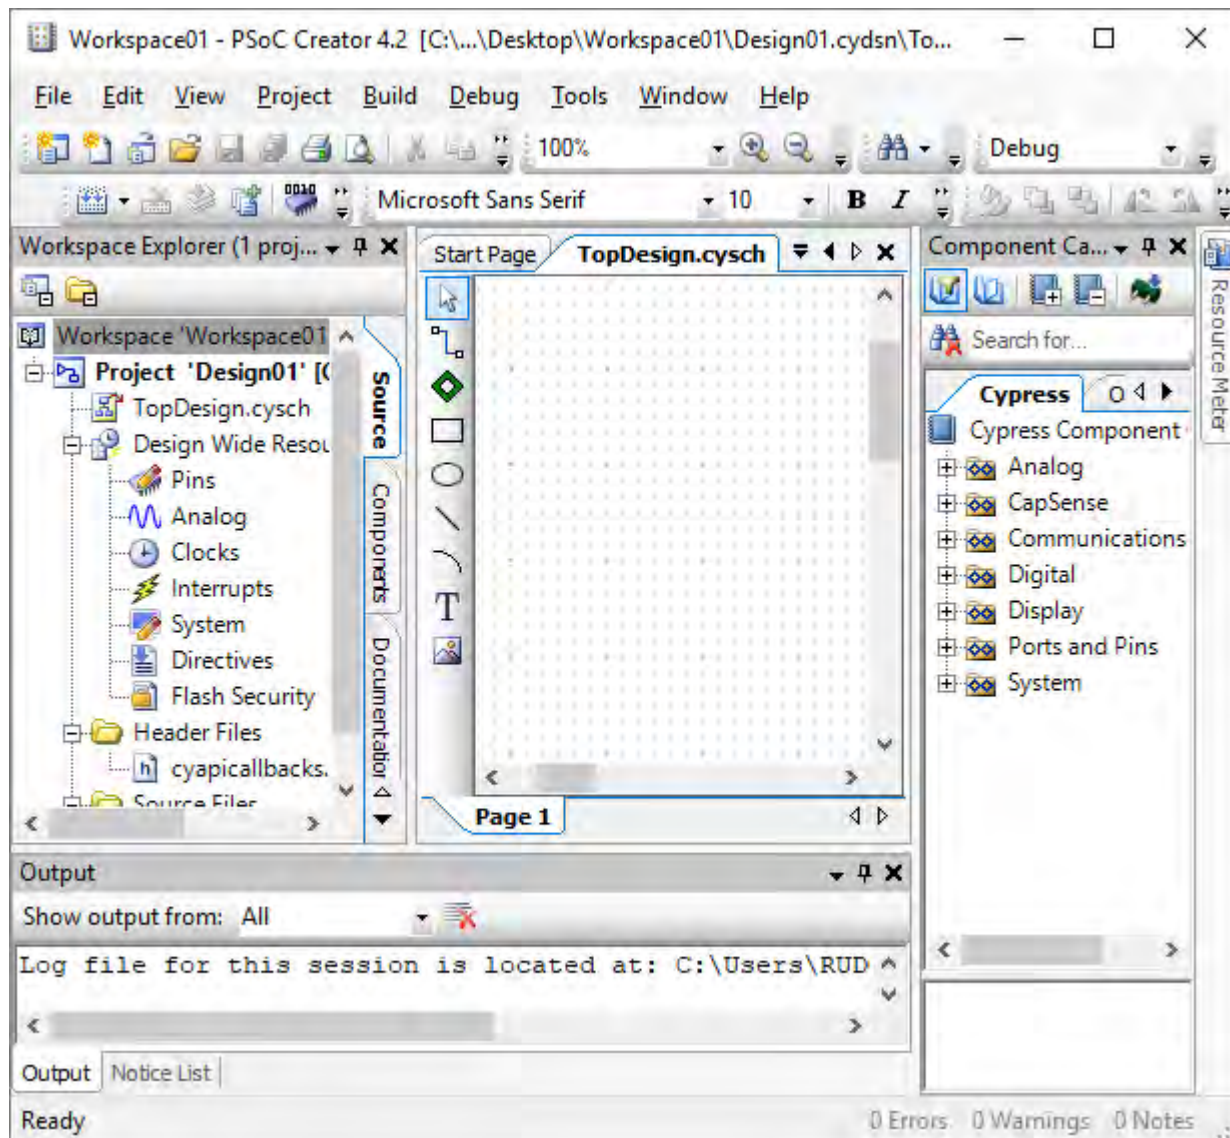 Workspace01 - PSoC Creator 4.2 [C:\...\Desktop\Workspace01\Design01.cydsn\To...
File Edit View Project Build Debug Tools Window Help
100% Debug
0010
Microsoft Sans Serif 10 B I
Workspace Explorer (1 proj...
Workspace 'Workspace01
Project 'Design01' [
TopDesign.cysch
Design Wide Resou
Pins
Analog
Clocks
Interrupts
System
Directives
Flash Security
Header Files
h cyapicallbacks.
Source Files
Source
Components
Documentation
Start Page TopDesign.cysch
T
Page 1
Component Ca...
Search for...
Cypress
Cypress Component
Analog
CapSense
Communications
Digital
Display
Ports and Pins
System
Resource Meter
Output
Show output from: All
Log file for this session is located at: C:\Users\RUD
Output Notice List
Ready 0 Errors 0 Warnings 0 Notes